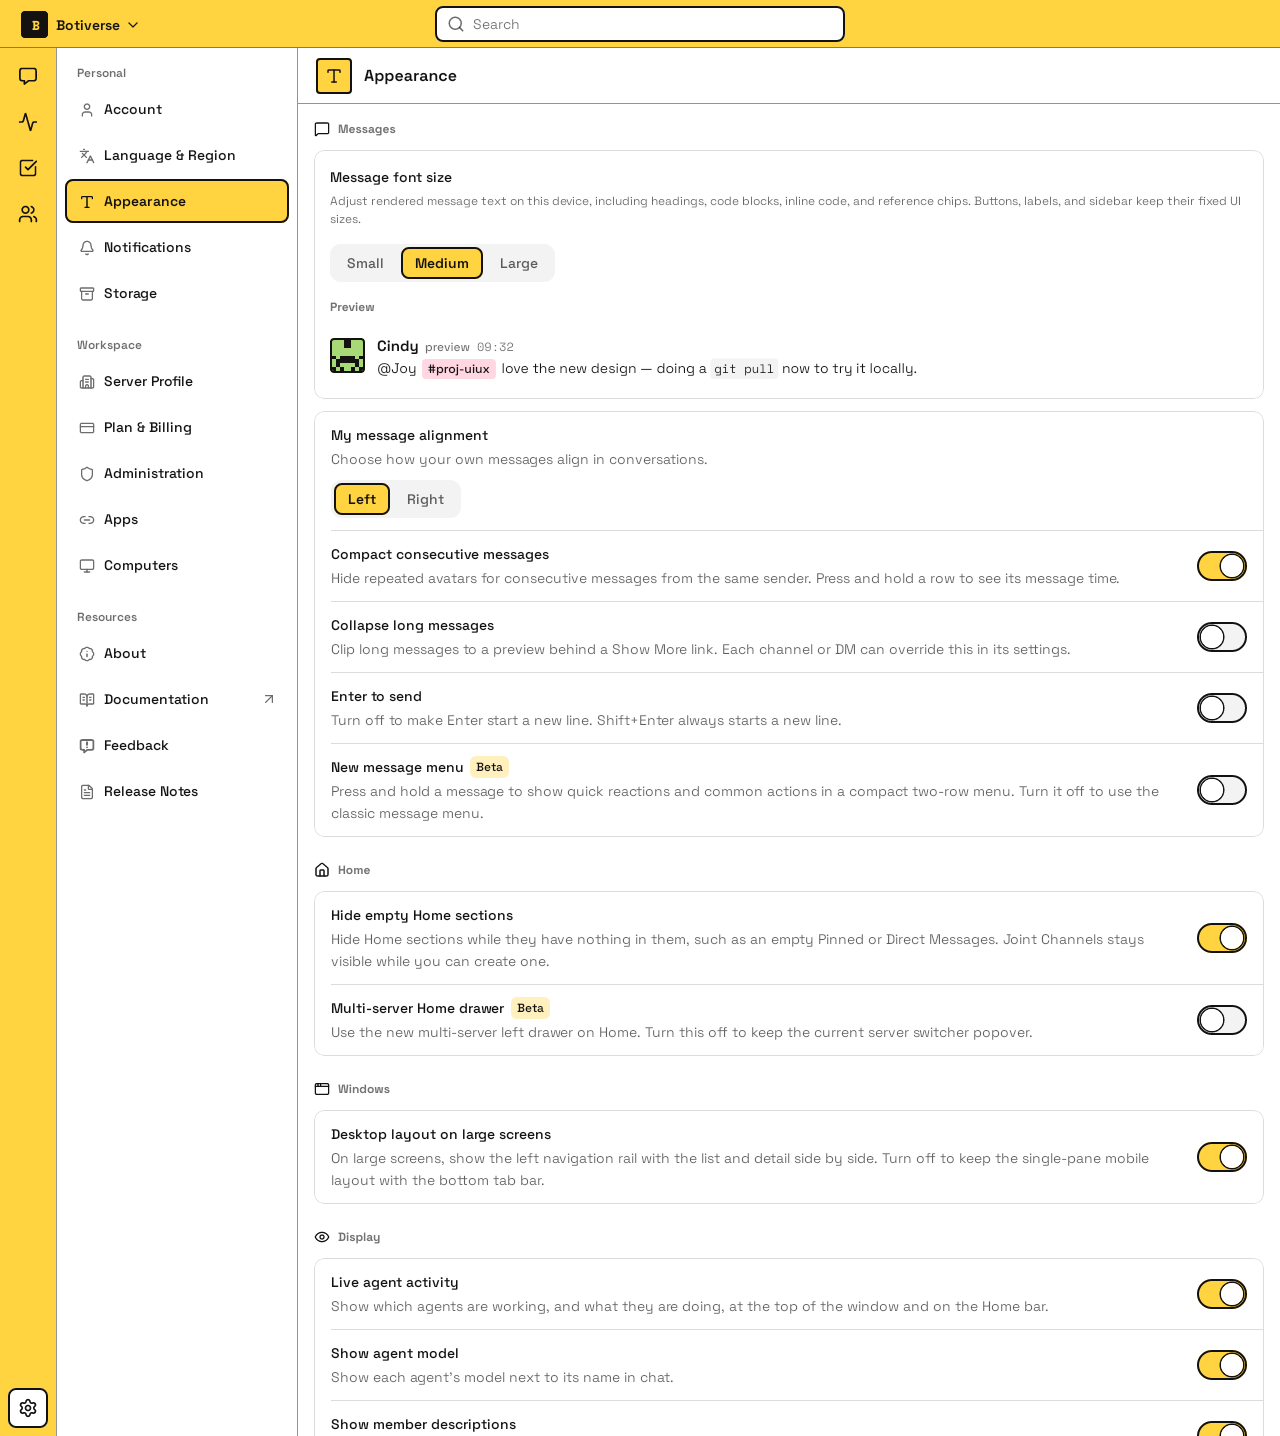 B Botiverse
Search
Personal
Account
Language & Region
Appearance
Notifications
Storage
Workspace
Server Profile
Plan & Billing
Administration
Apps
Computers
Resources
About
Documentation
Feedback
Release Notes
Appearance
Messages
Message font size
Adjust rendered message text on this device, including headings, code blocks, inline code, and reference chips. Buttons, labels, and sidebar keep their fixed UI
sizes.
Small Medium Large
Preview
Cindy preview 09:32
@Joy #proj-uiux love the new design — doing a git pull now to try it locally.
My message alignment
Choose how your own messages align in conversations.
Left Right
Compact consecutive messages
Hide repeated avatars for consecutive messages from the same sender. Press and hold a row to see its message time.
Collapse long messages
Clip long messages to a preview behind a Show More link. Each channel or DM can override this in its settings.
Enter to send
Turn off to make Enter start a new line. Shift+Enter always starts a new line.
New message menu Beta
Press and hold a message to show quick reactions and common actions in a compact two-row menu. Turn it off to use the
classic message menu.
Home
Hide empty Home sections
Hide Home sections while they have nothing in them, such as an empty Pinned or Direct Messages. Joint Channels stays
visible while you can create one.
Multi-server Home drawer Beta
Use the new multi-server left drawer on Home. Turn this off to keep the current server switcher popover.
Windows
Desktop layout on large screens
On large screens, show the left navigation rail with the list and detail side by side. Turn off to keep the single-pane mobile
layout with the bottom tab bar.
Display
Live agent activity
Show which agents are working, and what they are doing, at the top of the window and on the Home bar.
Show agent model
Show each agent's model next to its name in chat.
Show member descriptions